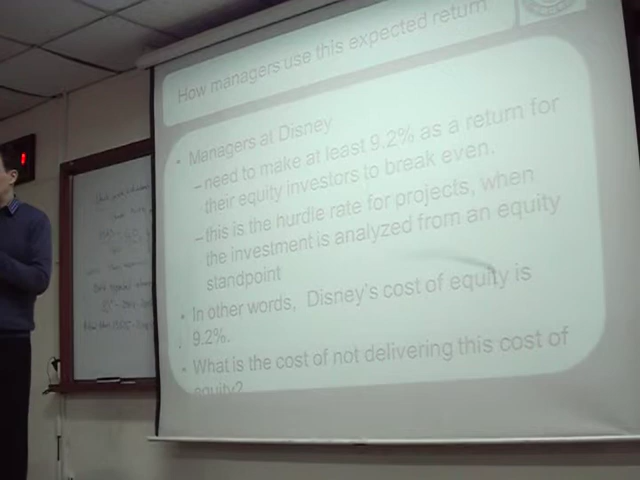 How managers use this expected return
• Managers at Disney
– need to make at least 9.2% as a return for
their equity investors to break even.
– this is the hurdle rate for projects, when
the investment is analyzed from an equity
standpoint
• In other words, Disney's cost of equity is
9.2%.
• What is the cost of not delivering this cost of
equity?